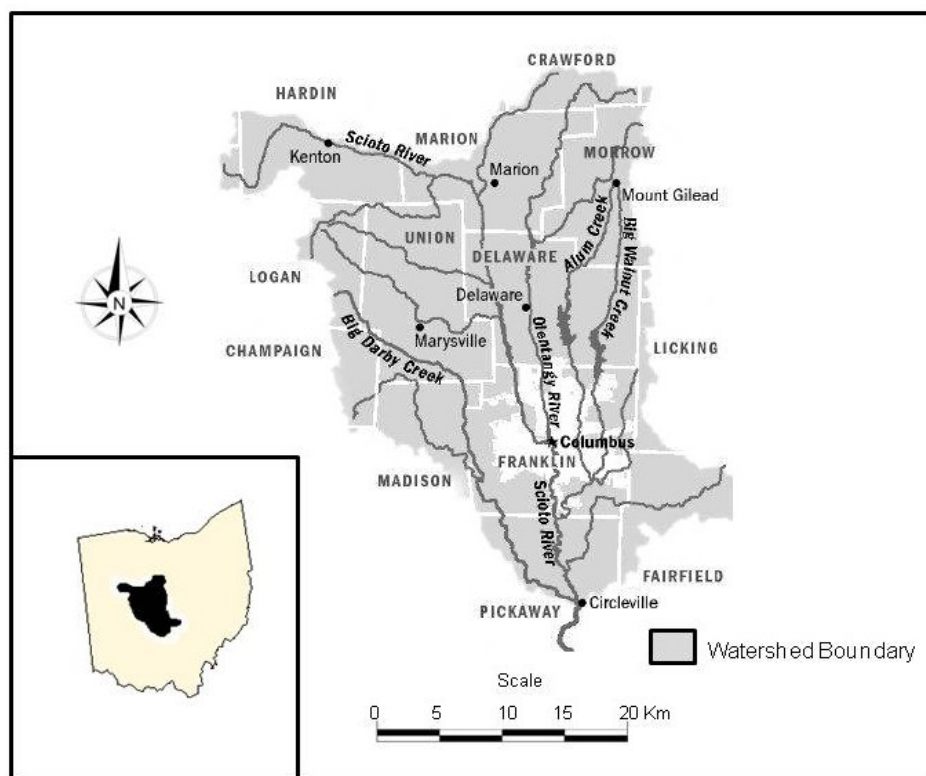 CRAWFORD
HARDIN
Scioto River
MARION
Kenton
Marion
MORROW
Mount Gilead
Alum Creek
Big Walnut Creek
UNION
DELAWARE
LOGAN
N
Delaware
Olentangy River
Marysville
Big Darby Creek
CHAMPAIGN
LICKING
Columbus
FRANKLIN
MADISON
Scioto River
FAIRFIELD
PICKAWAY
Circleville
Watershed Boundary
Scale
0 5 10 15 20 Km